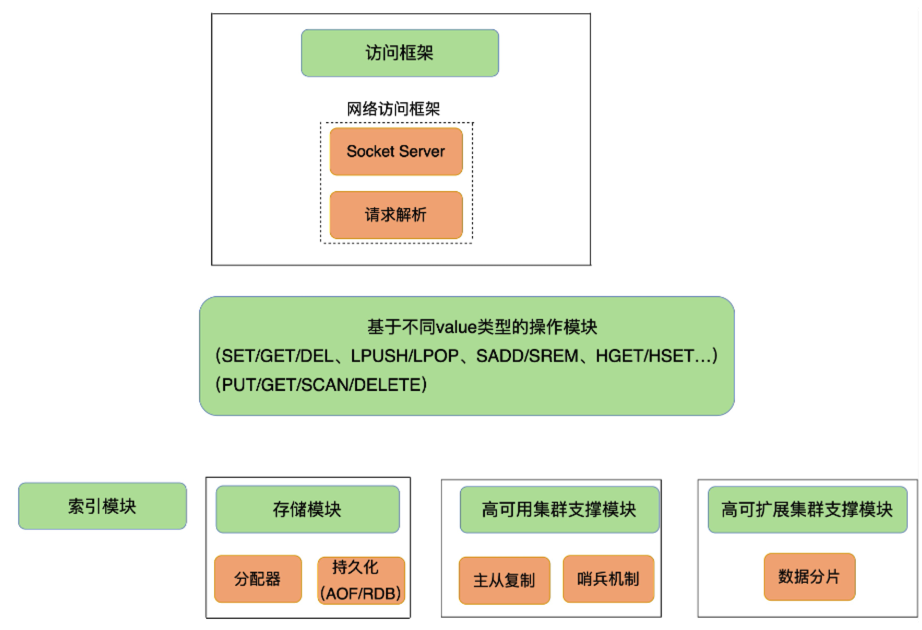 访问框架
网络访问框架
Socket Server
请求解析
基于不同value类型的操作模块
（SET/GET/DEL、LPUSH/LPOP、SADD/SREM、HGET/HSET...）
（PUT/GET/SCAN/DELETE）
索引模块
存储模块
高可用集群支撑模块
高可扩展集群支撑模块
分配器
持久化
（AOF/RDB）
主从复制
哨兵机制
数据分片